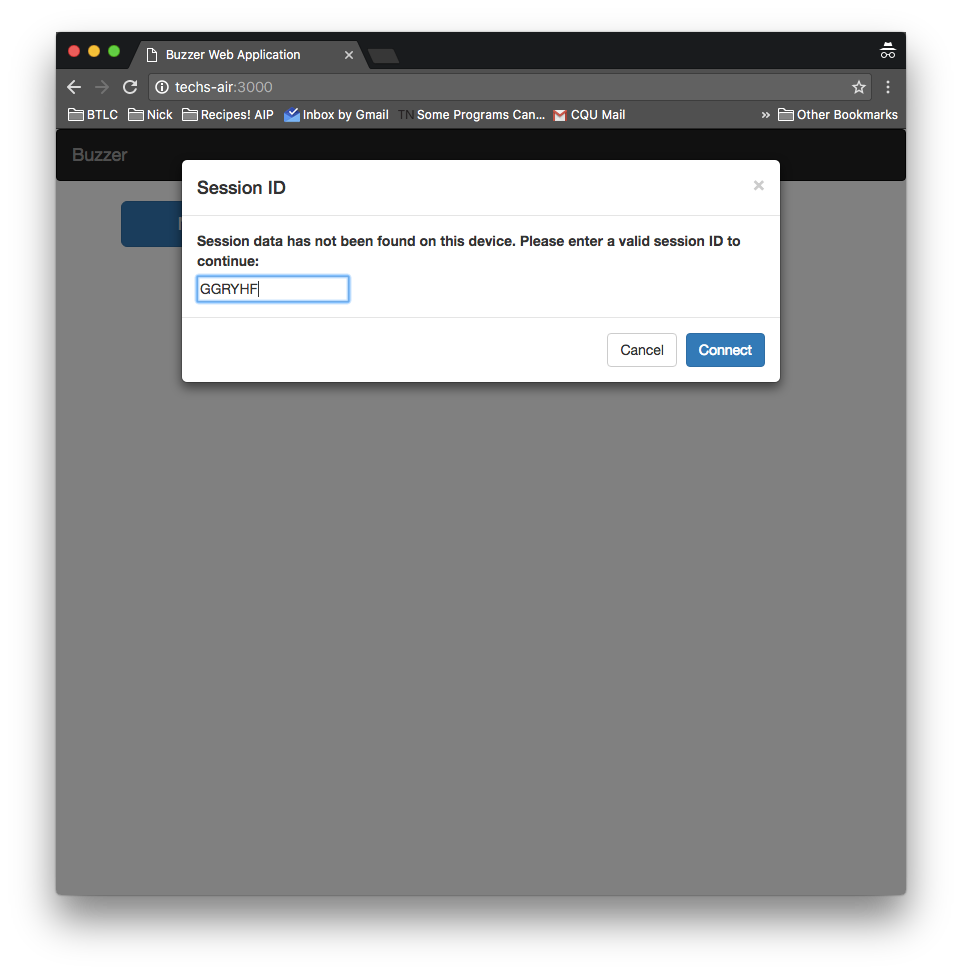 Buzzer Web Application
techs-air:3000
BTLC Nick Recipes! AIP Inbox by Gmail TN Some Programs Can... CQU Mail » Other Bookmarks
Buzzer
Session ID ×
Session data has not been found on this device. Please enter a valid session ID to
continue:
GGRYHF
Cancel Connect